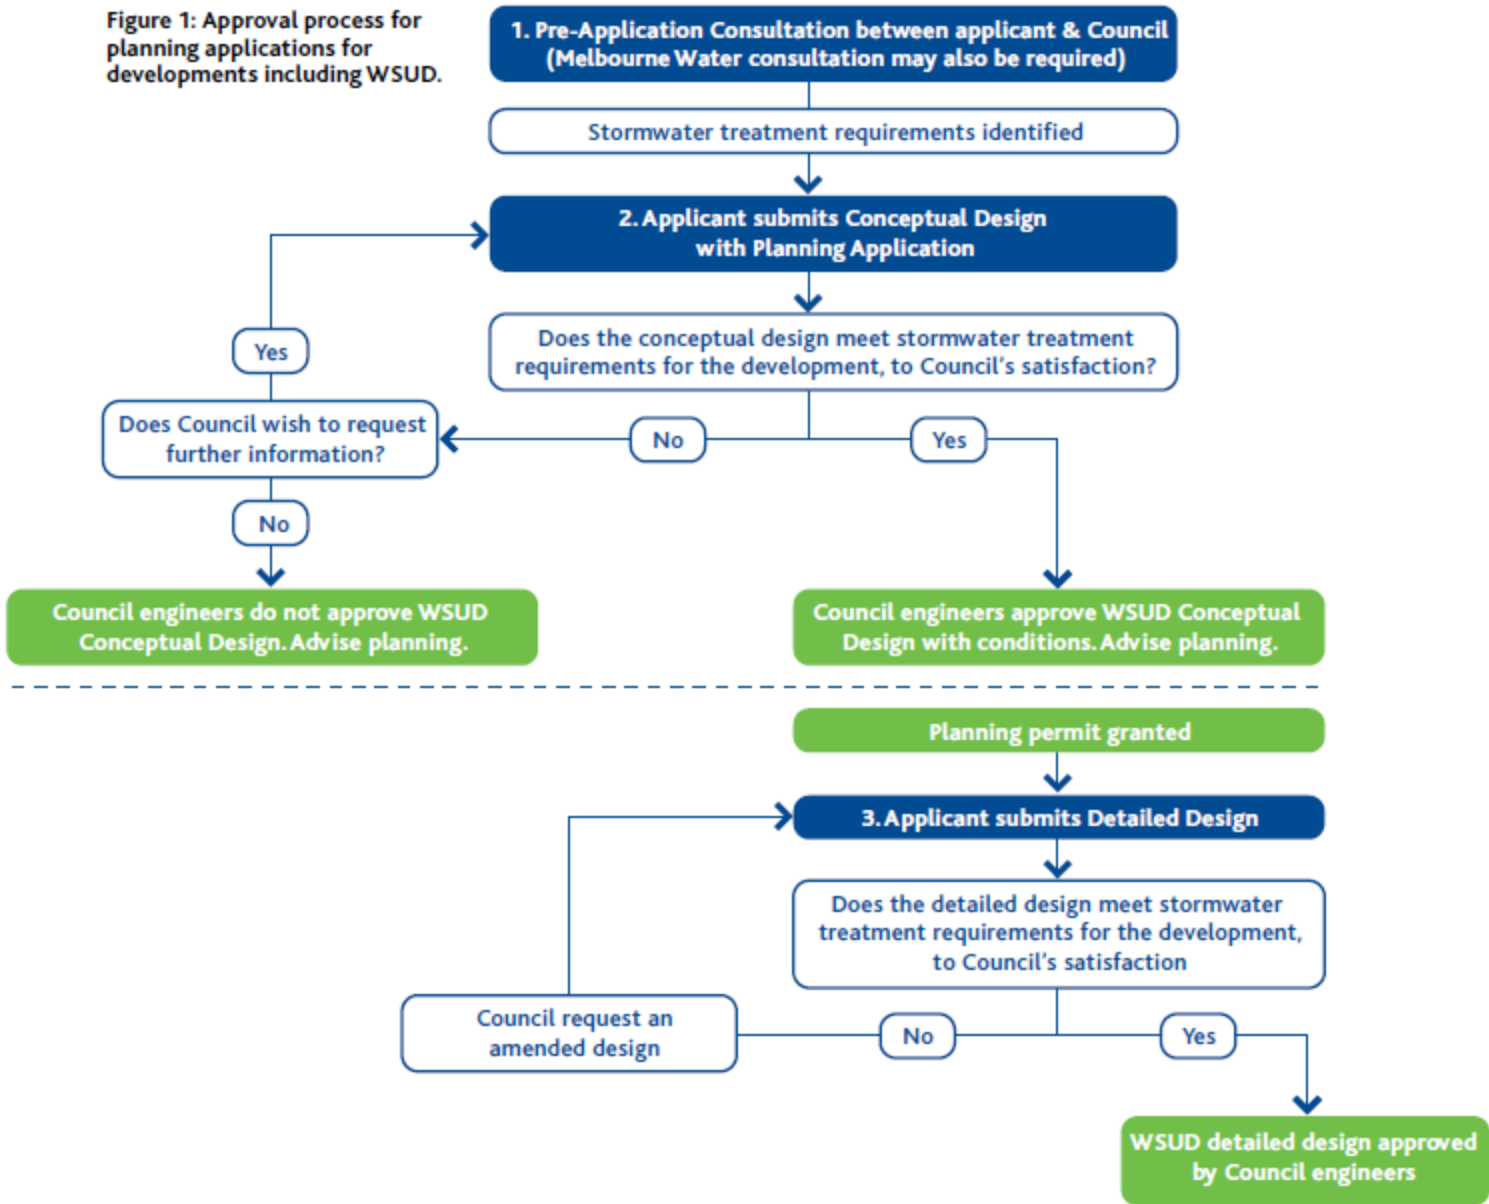 Figure 1: Approval process for
planning applications for
developments including WSUD.
1. Pre-Application Consultation between applicant & Council
(Melbourne Water consultation may also be required)
Stormwater treatment requirements identified
2. Applicant submits Conceptual Design
with Planning Application
Does the conceptual design meet stormwater treatment
requirements for the development, to Council's satisfaction?
Yes
Does Council wish to request
further information?
No
Yes
No
Council engineers do not approve WSUD
Conceptual Design. Advise planning.
Council engineers approve WSUD Conceptual
Design with conditions. Advise planning.
Planning permit granted
3. Applicant submits Detailed Design
Does the detailed design meet stormwater
treatment requirements for the development,
to Council's satisfaction
Council request an
amended design
No
Yes
WSUD detailed design approved
by Council engineers